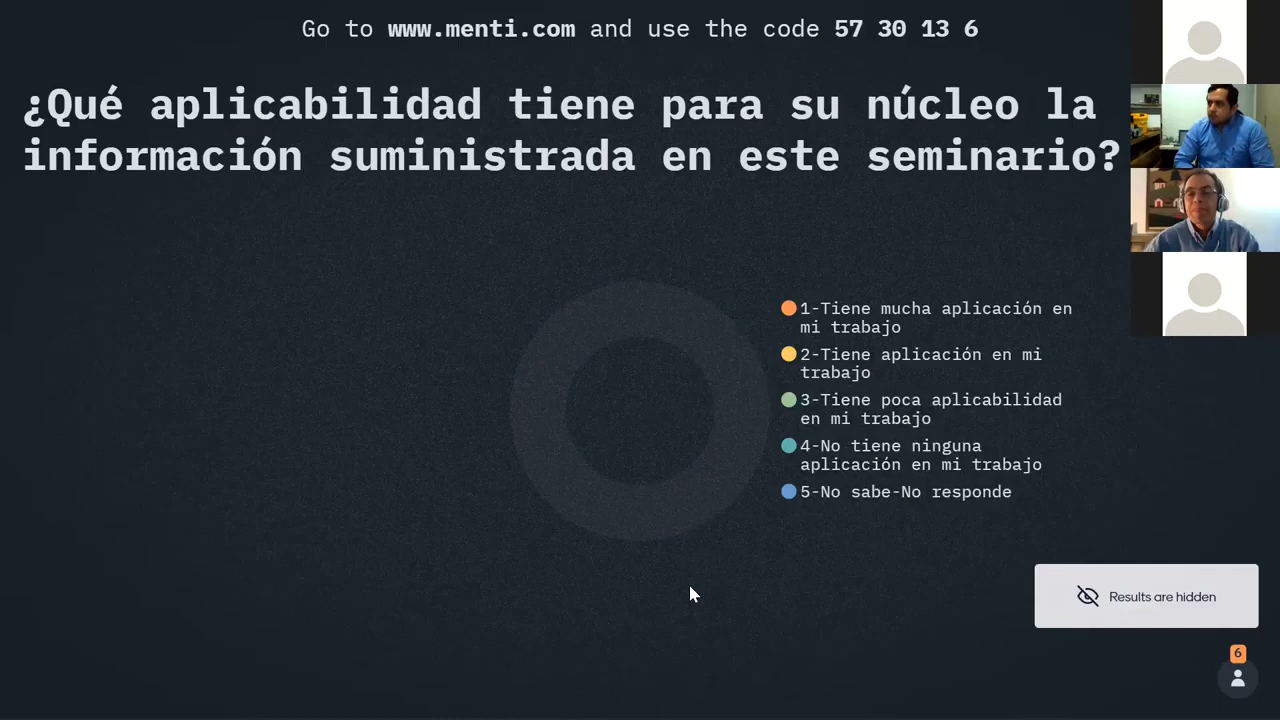 Go to www.menti.com and use the code 57 30 13 6
¿Qué aplicabilidad tiene para su núcleo la
información suministrada en este seminario?
1-Tiene mucha aplicación en
mi trabajo
2-Tiene aplicación en mi
trabajo
3-Tiene poca aplicabilidad
en mi trabajo
4-No tiene ninguna
aplicación en mi trabajo
5-No sabe-No responde
Results are hidden
6